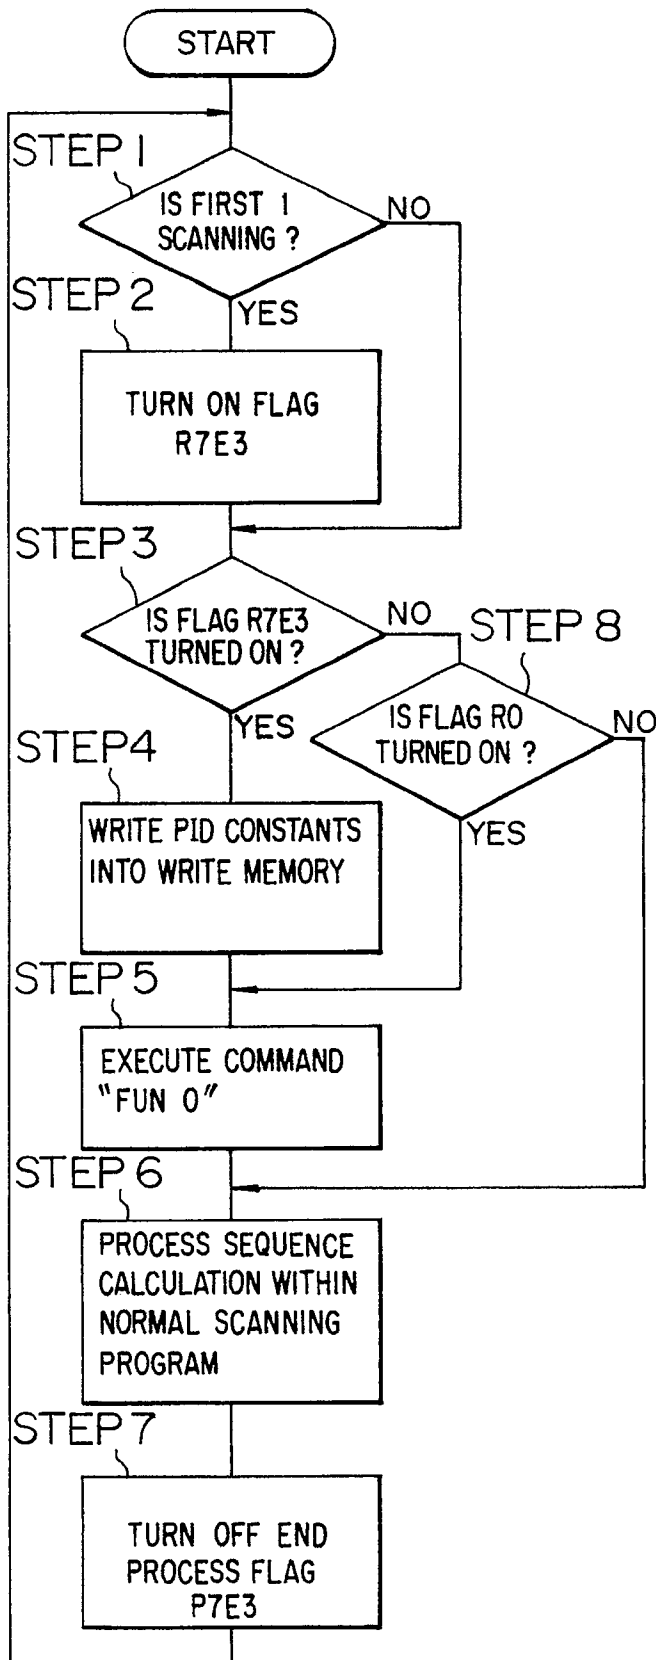 START
STEP 1
IS FIRST 1
SCANNING ?
NO
YES
STEP 2
TURN ON FLAG
R7E3
STEP 3
IS FLAG R7E3
TURNED ON ?
NO
YES
STEP 8
IS FLAG R0
TURNED ON ?
NO
YES
STEP4
WRITE PID CONSTANTS
INTO WRITE MEMORY
STEP 5
EXECUTE COMMAND
"FUN 0"
STEP 6
PROCESS SEQUENCE
CALCULATION WITHIN
NORMAL SCANNING
PROGRAM
STEP 7
TURN OFF END
PROCESS FLAG
P7E3